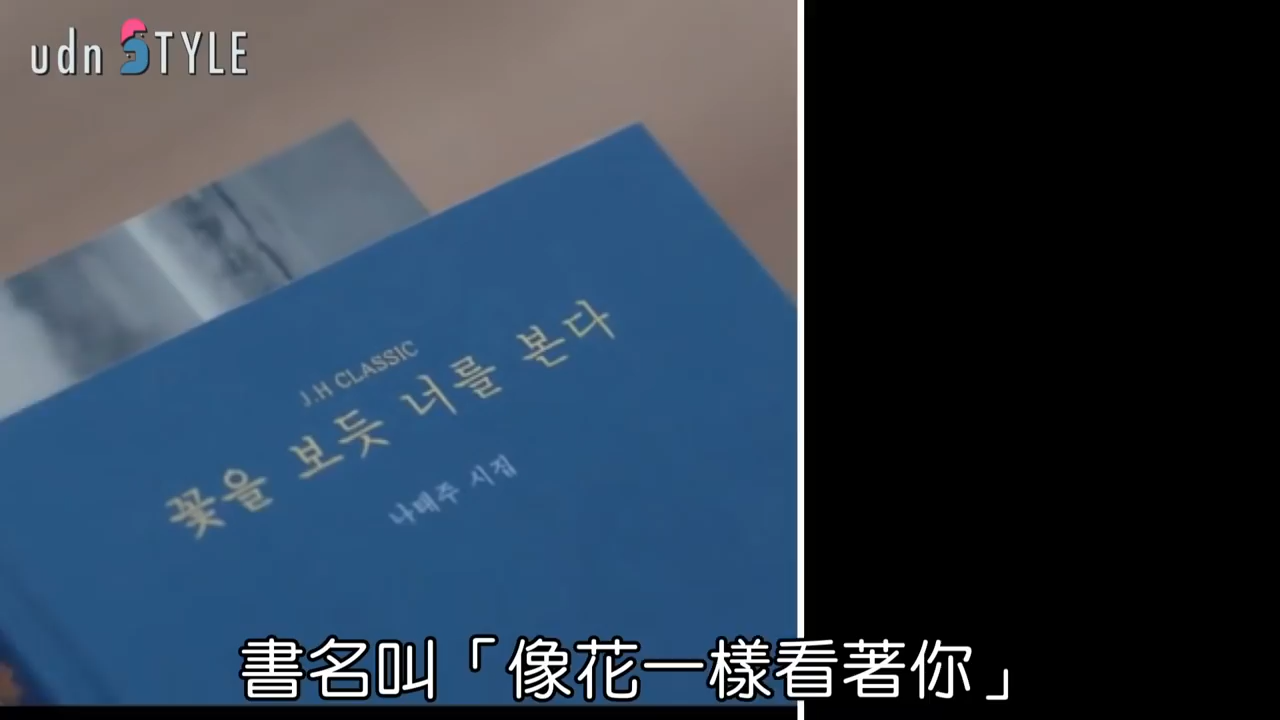 udn STYLE
J.H CLASSIC
꽃을 보듯 너를 본다
나태주 시집
書名叫「像花一樣看著你」